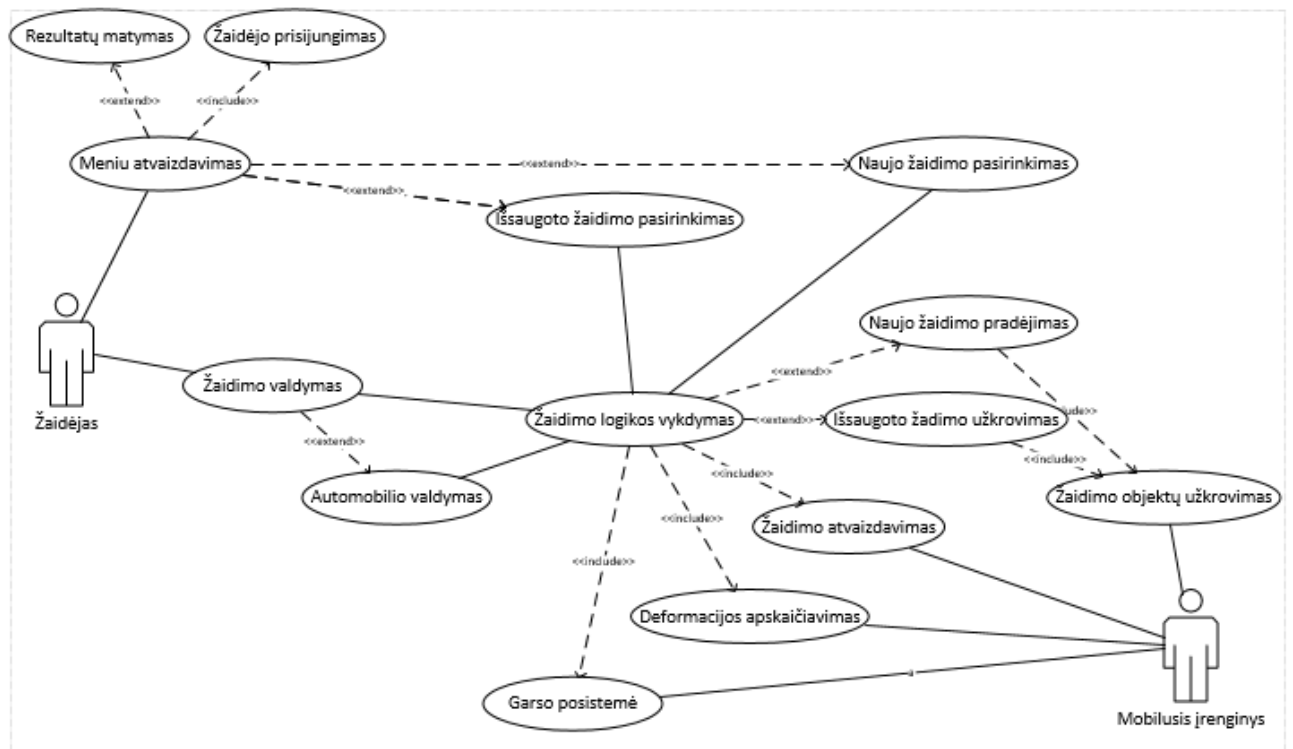 Rezultatų matymas
Žaidėjo prisijungimas
<<extend>>
<<include>>
Meniu atvaizdavimas
<<extend>>
Naujo žaidimo pasirinkimas
<<extend>>
Išsaugoto žaidimo pasirinkimas
Naujo žaidimo pradėjimas
<<extend>>
Žaidimo valdymas
Žaidėjas
Žaidimo logikos vykdymas
<<extend>>
Išsaugoto žadimo užkrovimas
lude>>
<<extend>>
<<include>>
<<include>>
Automobilio valdymas
Žaidimo objektų užkrovimas
<<include>>
Žaidimo atvaizdavimas
<<include>>
Deformacijos apskaičiavimas
Garso posistemė
Mobilusis įrenginys